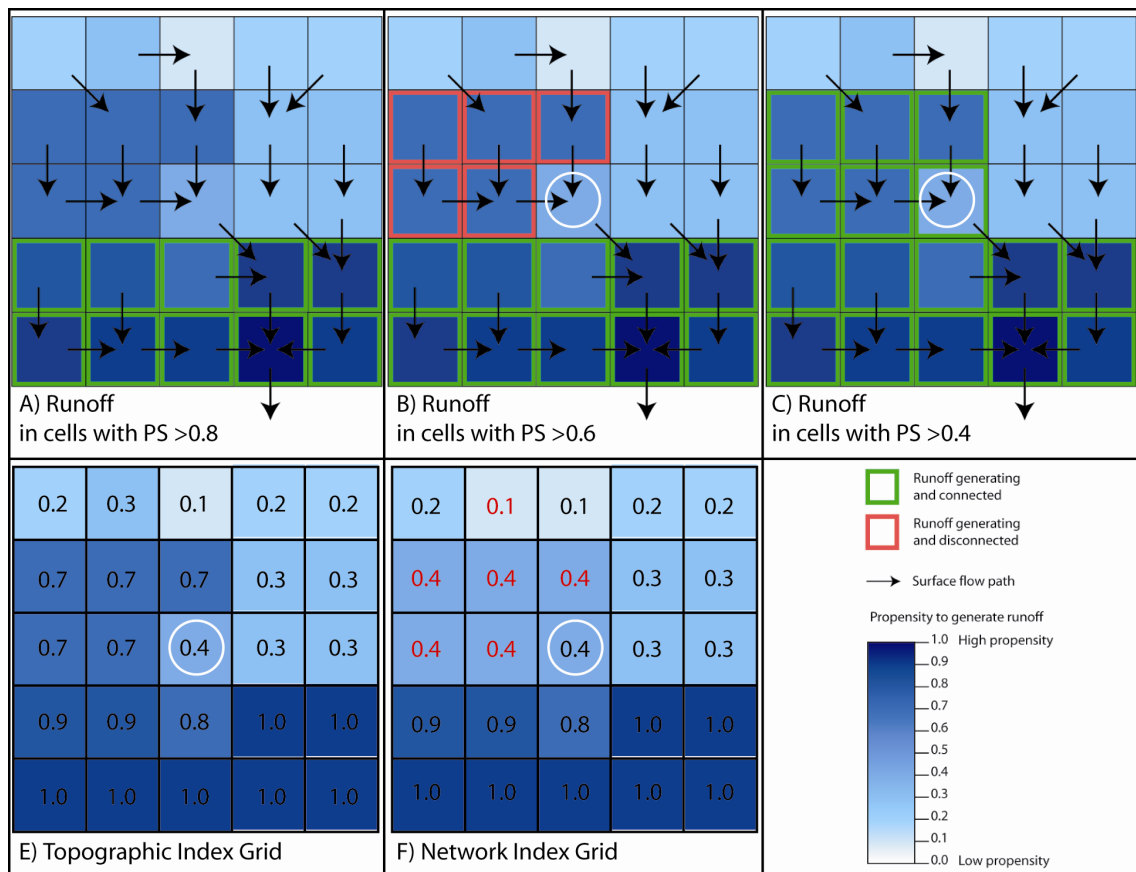 A) Runoff
in cells with PS >0.8
B) Runoff
in cells with PS >0.6
C) Runoff
in cells with PS >0.4
0.2 0.3 0.1 0.2 0.2
0.7 0.7 0.7 0.3 0.3
0.7 0.7 0.4 0.3 0.3
0.9 0.9 0.8 1.0 1.0
1.0 1.0 1.0 1.0 1.0
E) Topographic Index Grid
0.2 0.1 0.1 0.2 0.2
0.4 0.4 0.4 0.3 0.3
0.4 0.4 0.4 0.3 0.3
0.9 0.9 0.8 1.0 1.0
1.0 1.0 1.0 1.0 1.0
F) Network Index Grid
Runoff generating
and connected
Runoff generating
and disconnected
Surface flow path
Propensity to generate runoff
1.0 High propensity
0.9
0.8
0.7
0.6
0.5
0.4
0.3
0.2
0.1
0.0 Low propensity